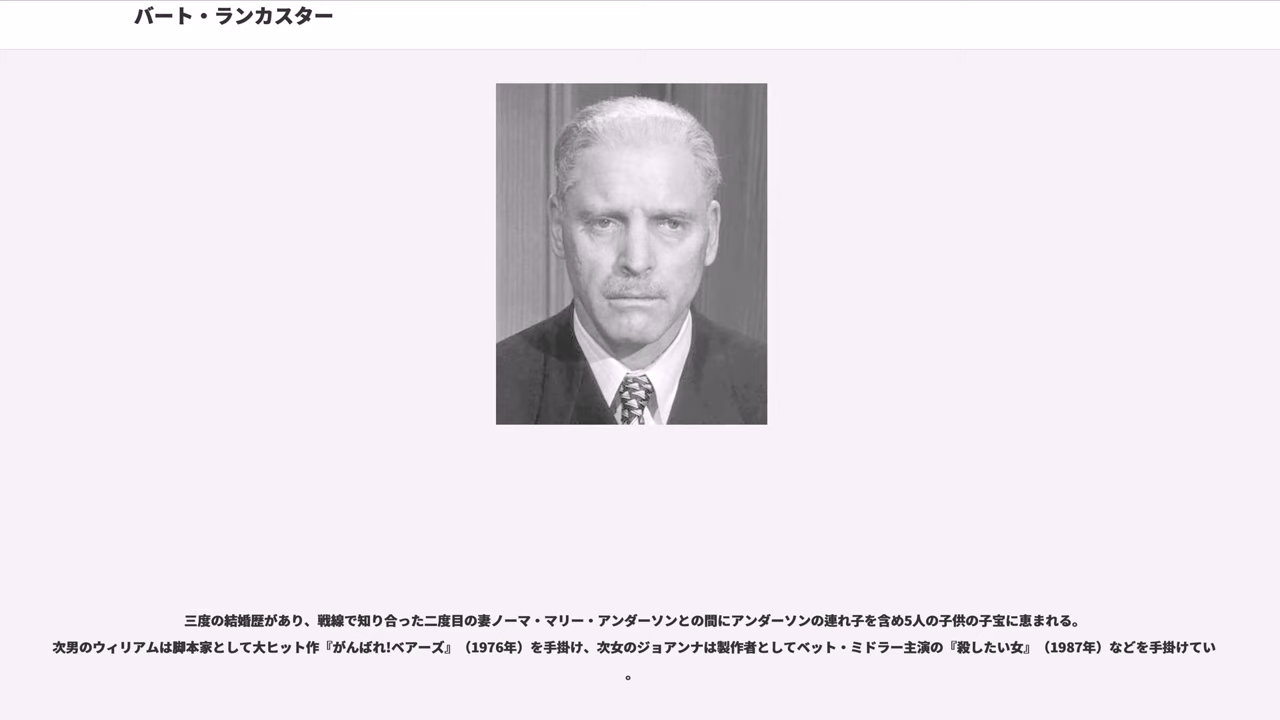 バート・ランカスター
三度の結婚歴があり、戦線で知り合った二度目の妻ノーマ・マリー・アンダーソンとの間にアンダーソンの連れ子を含め5人の子供の子宝に恵まれる。
次男のウィリアムは脚本家として大ヒット作『がんばれ!ベアーズ』（1976年）を手掛け、次女のジョアンナは製作者としてベット・ミドラー主演の『殺したい女』（1987年）などを手掛けてい
。